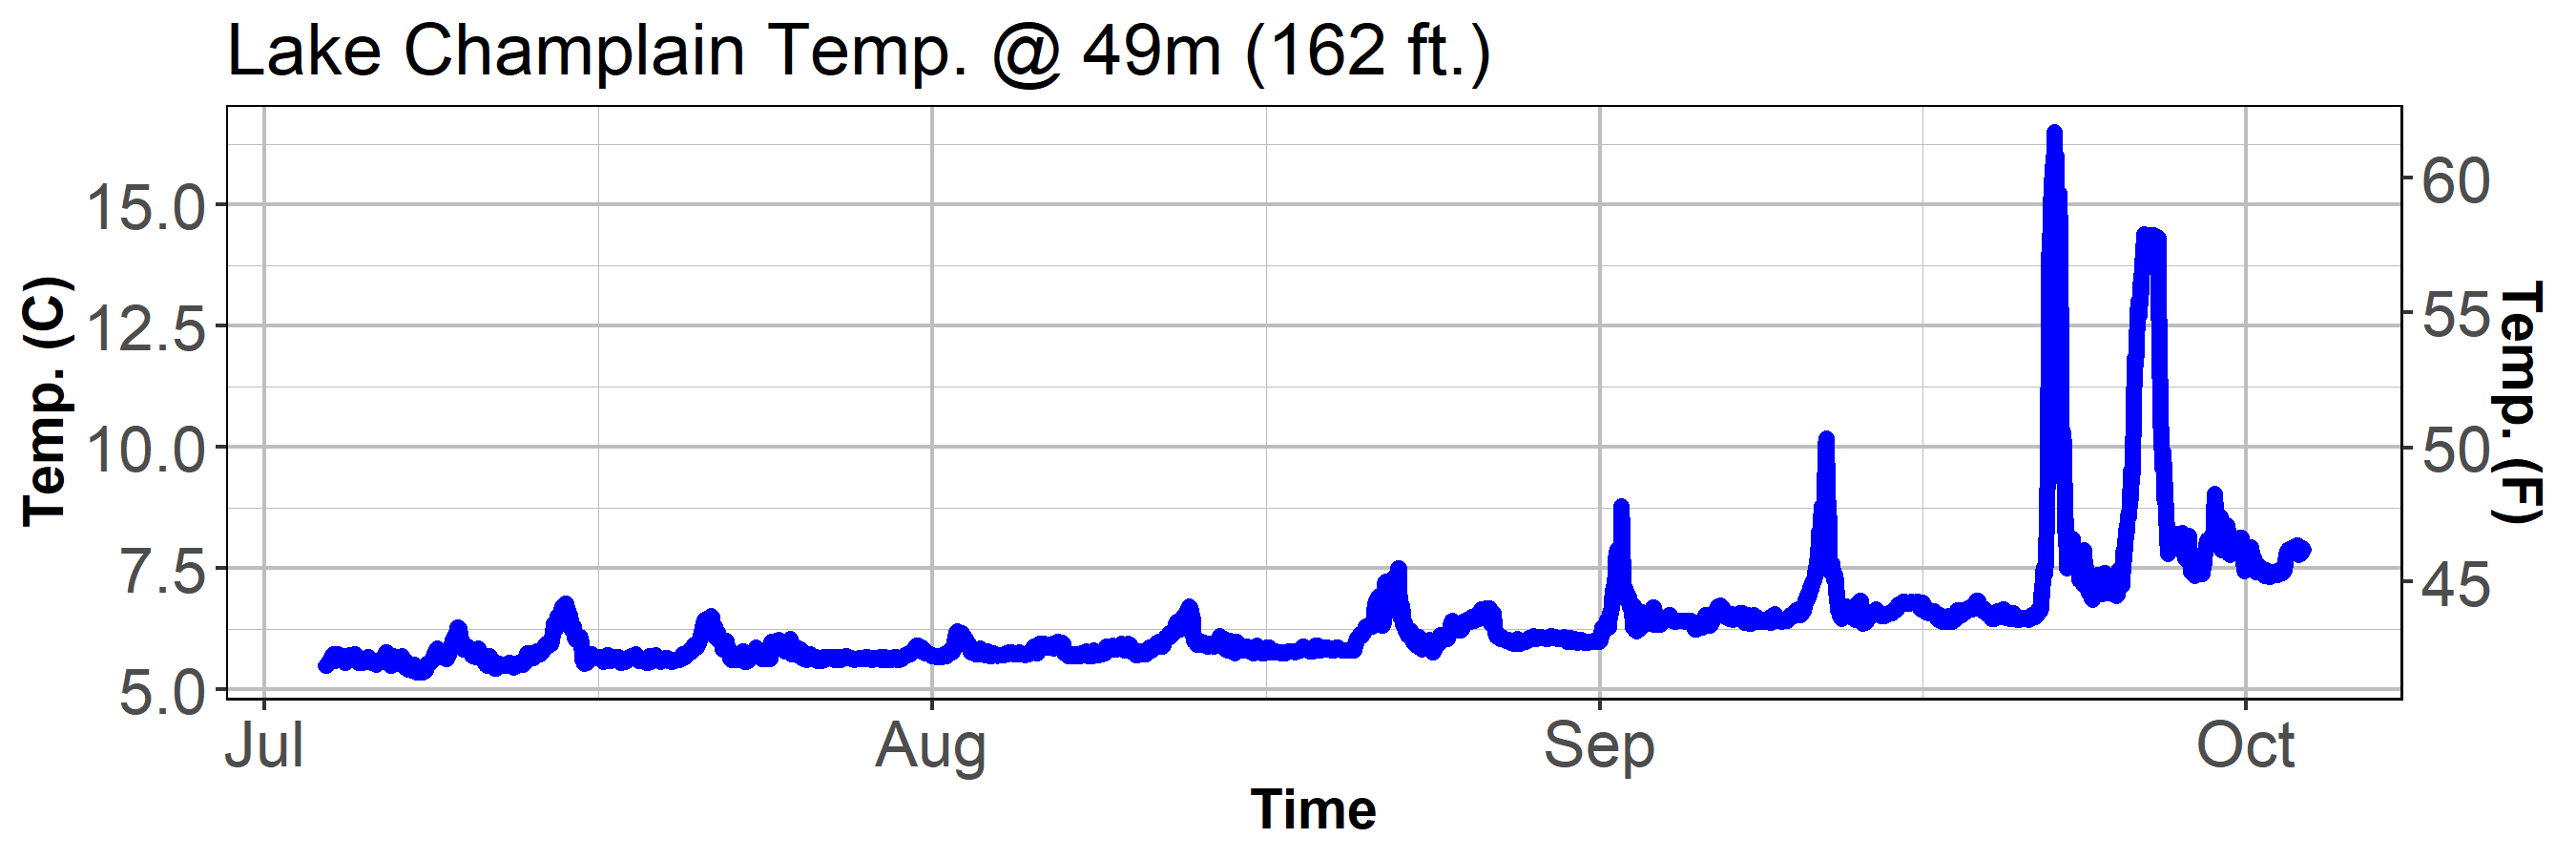 Lake Champlain Temp. @ 49m (162 ft.)
Temp. (C)
15.0
12.5
10.0
7.5
5.0
60
55
50
45
Temp. (F)
Jul Aug Sep Oct
Time